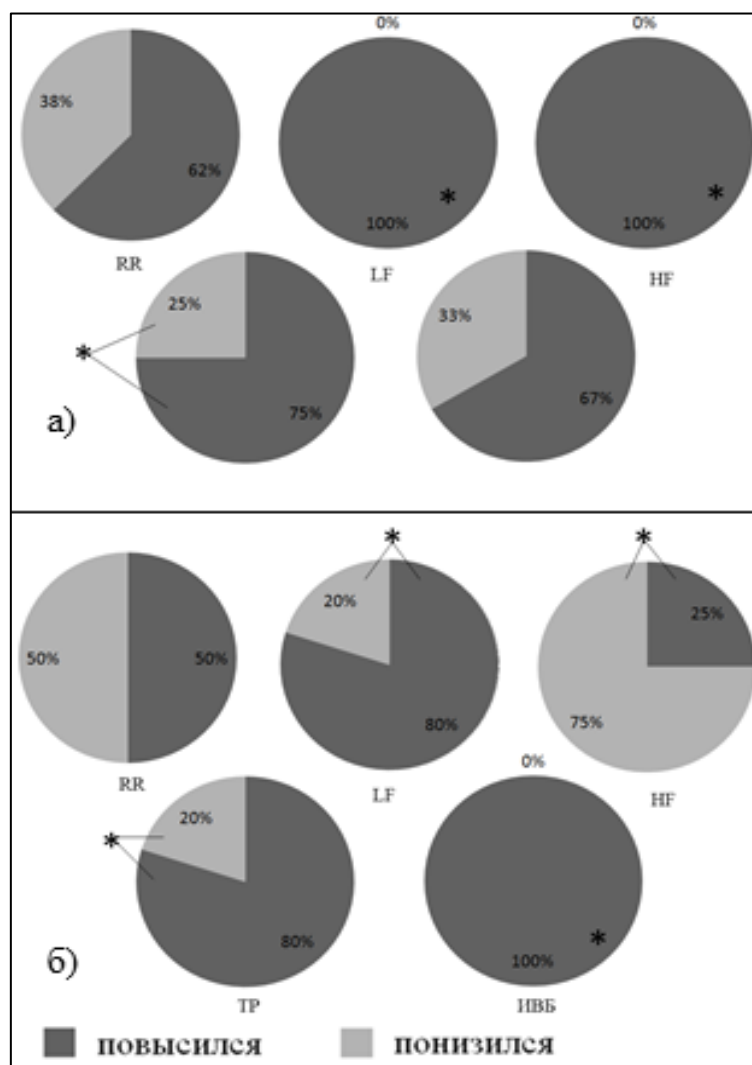 0% 0%
38% 62% * 100% * 100%
RR LF HF
* 25% 75% 33% 67%
а)
* *
50% 50% 20% 80% 25% 75%
RR LF HF
0%
* 20% 80% * 100%
б)
ТР ИВБ
ПОВЫСИЛСЯ ПОНИЗИЛСЯ